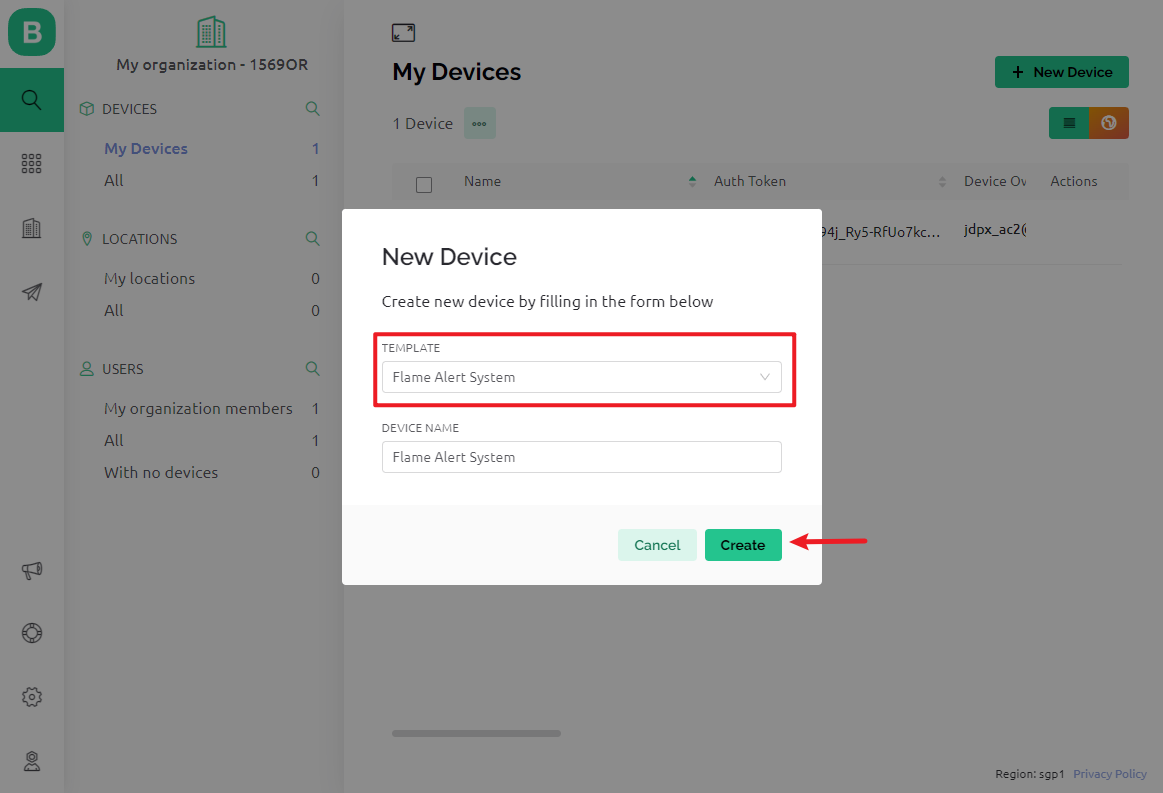 B
My organization - 1569OR
DEVICES
My Devices 1
All 1
LOCATIONS
My locations 0
All 0
USERS
My organization members 1
All 1
With no devices 0
My Devices
+ New Device
1 Device
Name Auth Token Device Ov Actions
94j_Ry5-RfUo7kc... jdpx_ac2@
New Device
Create new device by filling in the form below
TEMPLATE
Flame Alert System
DEVICE NAME
Flame Alert System
Cancel Create
Region: sgp1 Privacy Policy